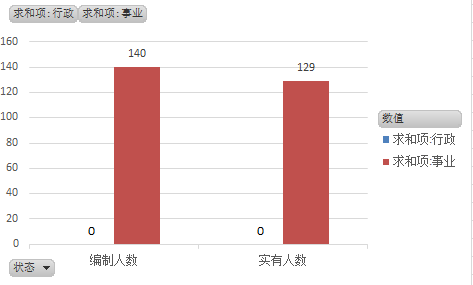 求和项:行政 求和项:事业
160
140
120
100
80
60
40
20
0
140
129
0
0
编制人数
实有人数
数值
求和项:行政
求和项:事业
状态